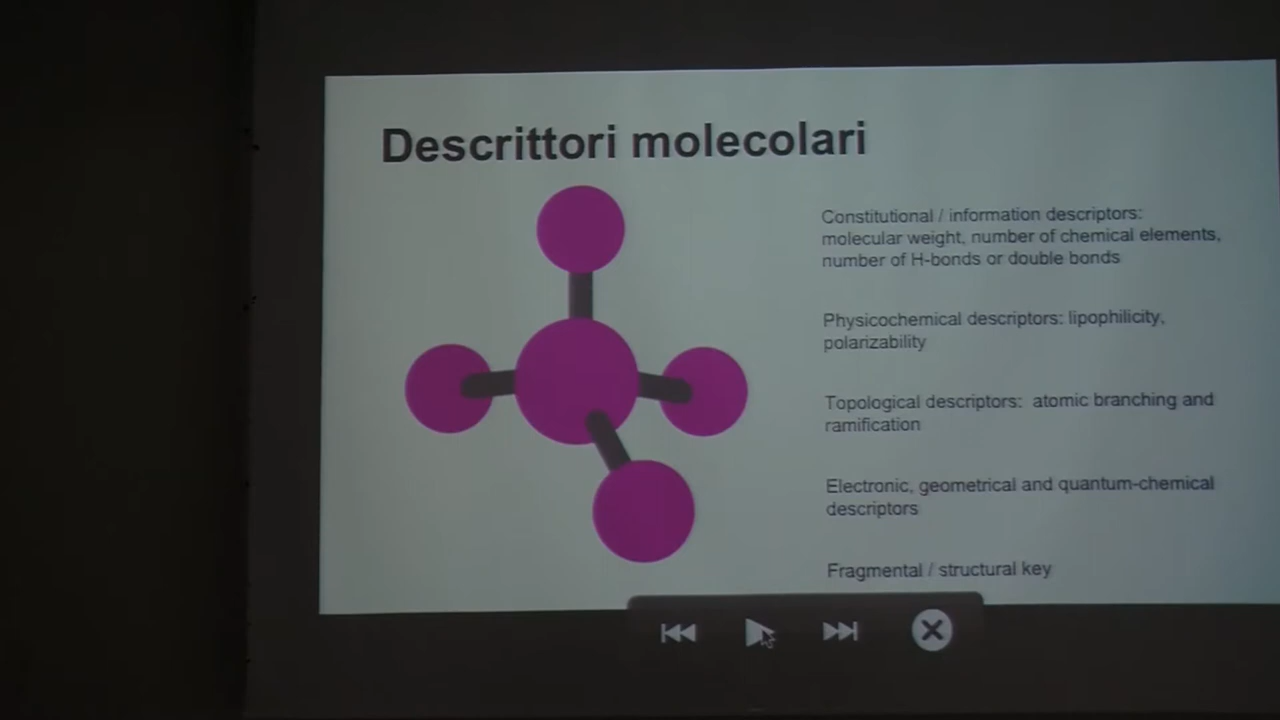 Descrittori molecolari
Constitutional / information descriptors:
molecular weight, number of chemical elements,
number of H-bonds or double bonds
Physicochemical descriptors: lipophilicity,
polarizability
Topological descriptors: atomic branching and
ramification
Electronic, geometrical and quantum-chemical
descriptors
Fragmental / structural key